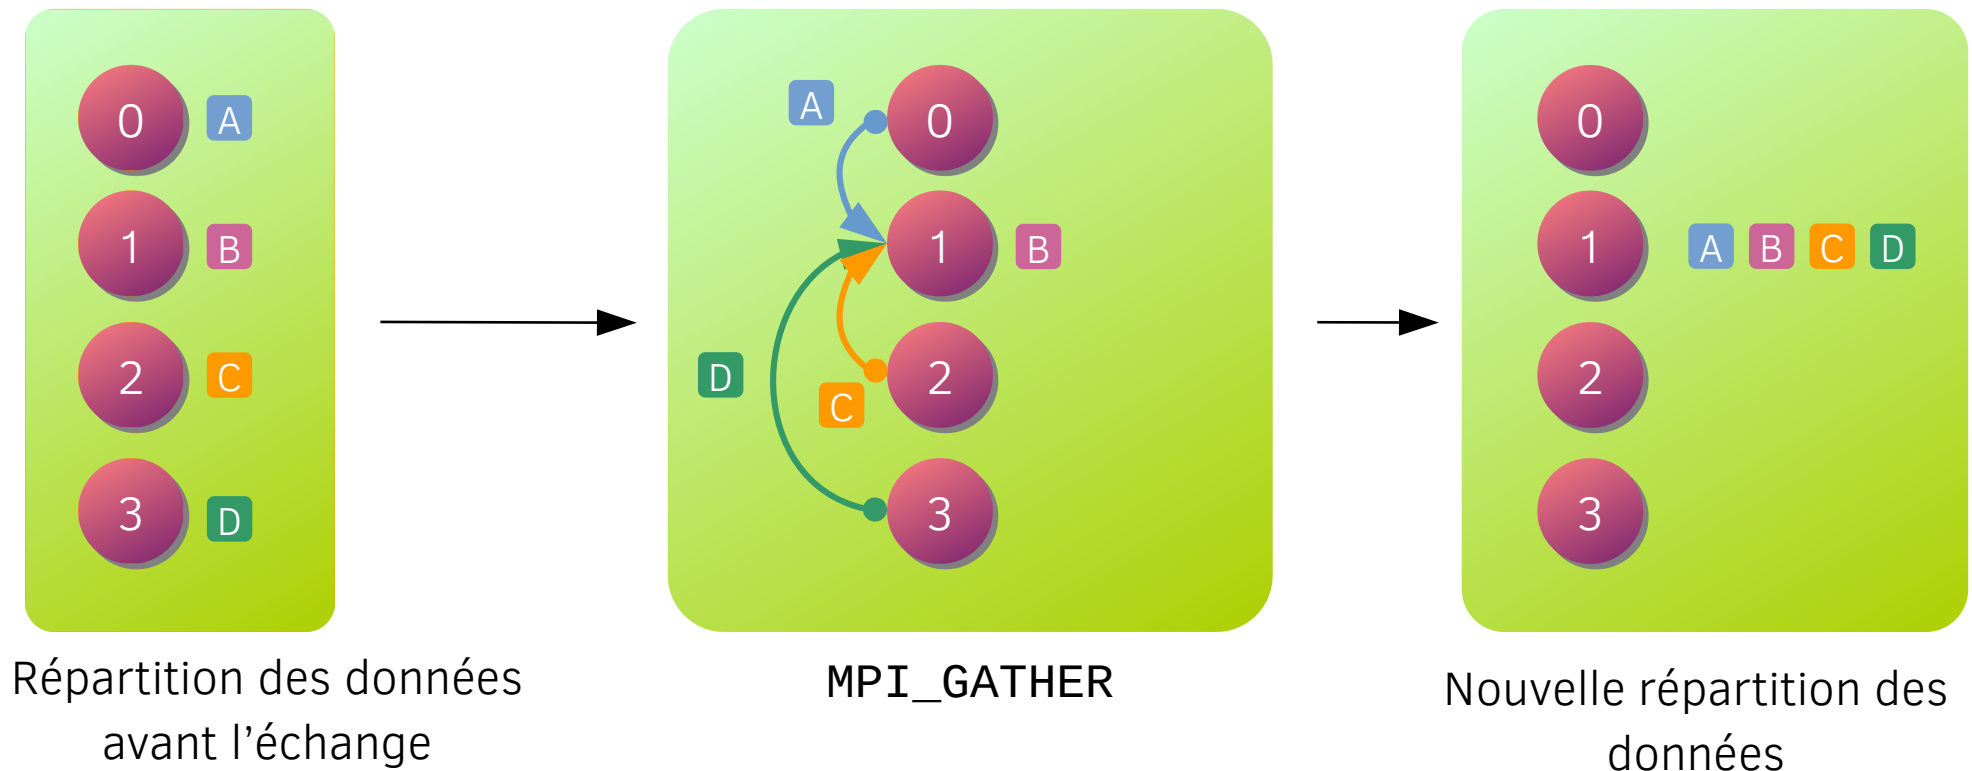 0 A
1 B
2 C
3 D
Répartition des données
avant l'échange
A 0
1 B
D C 2
3
MPI_GATHER
0
1 A B C D
2
3
Nouvelle répartition des
données